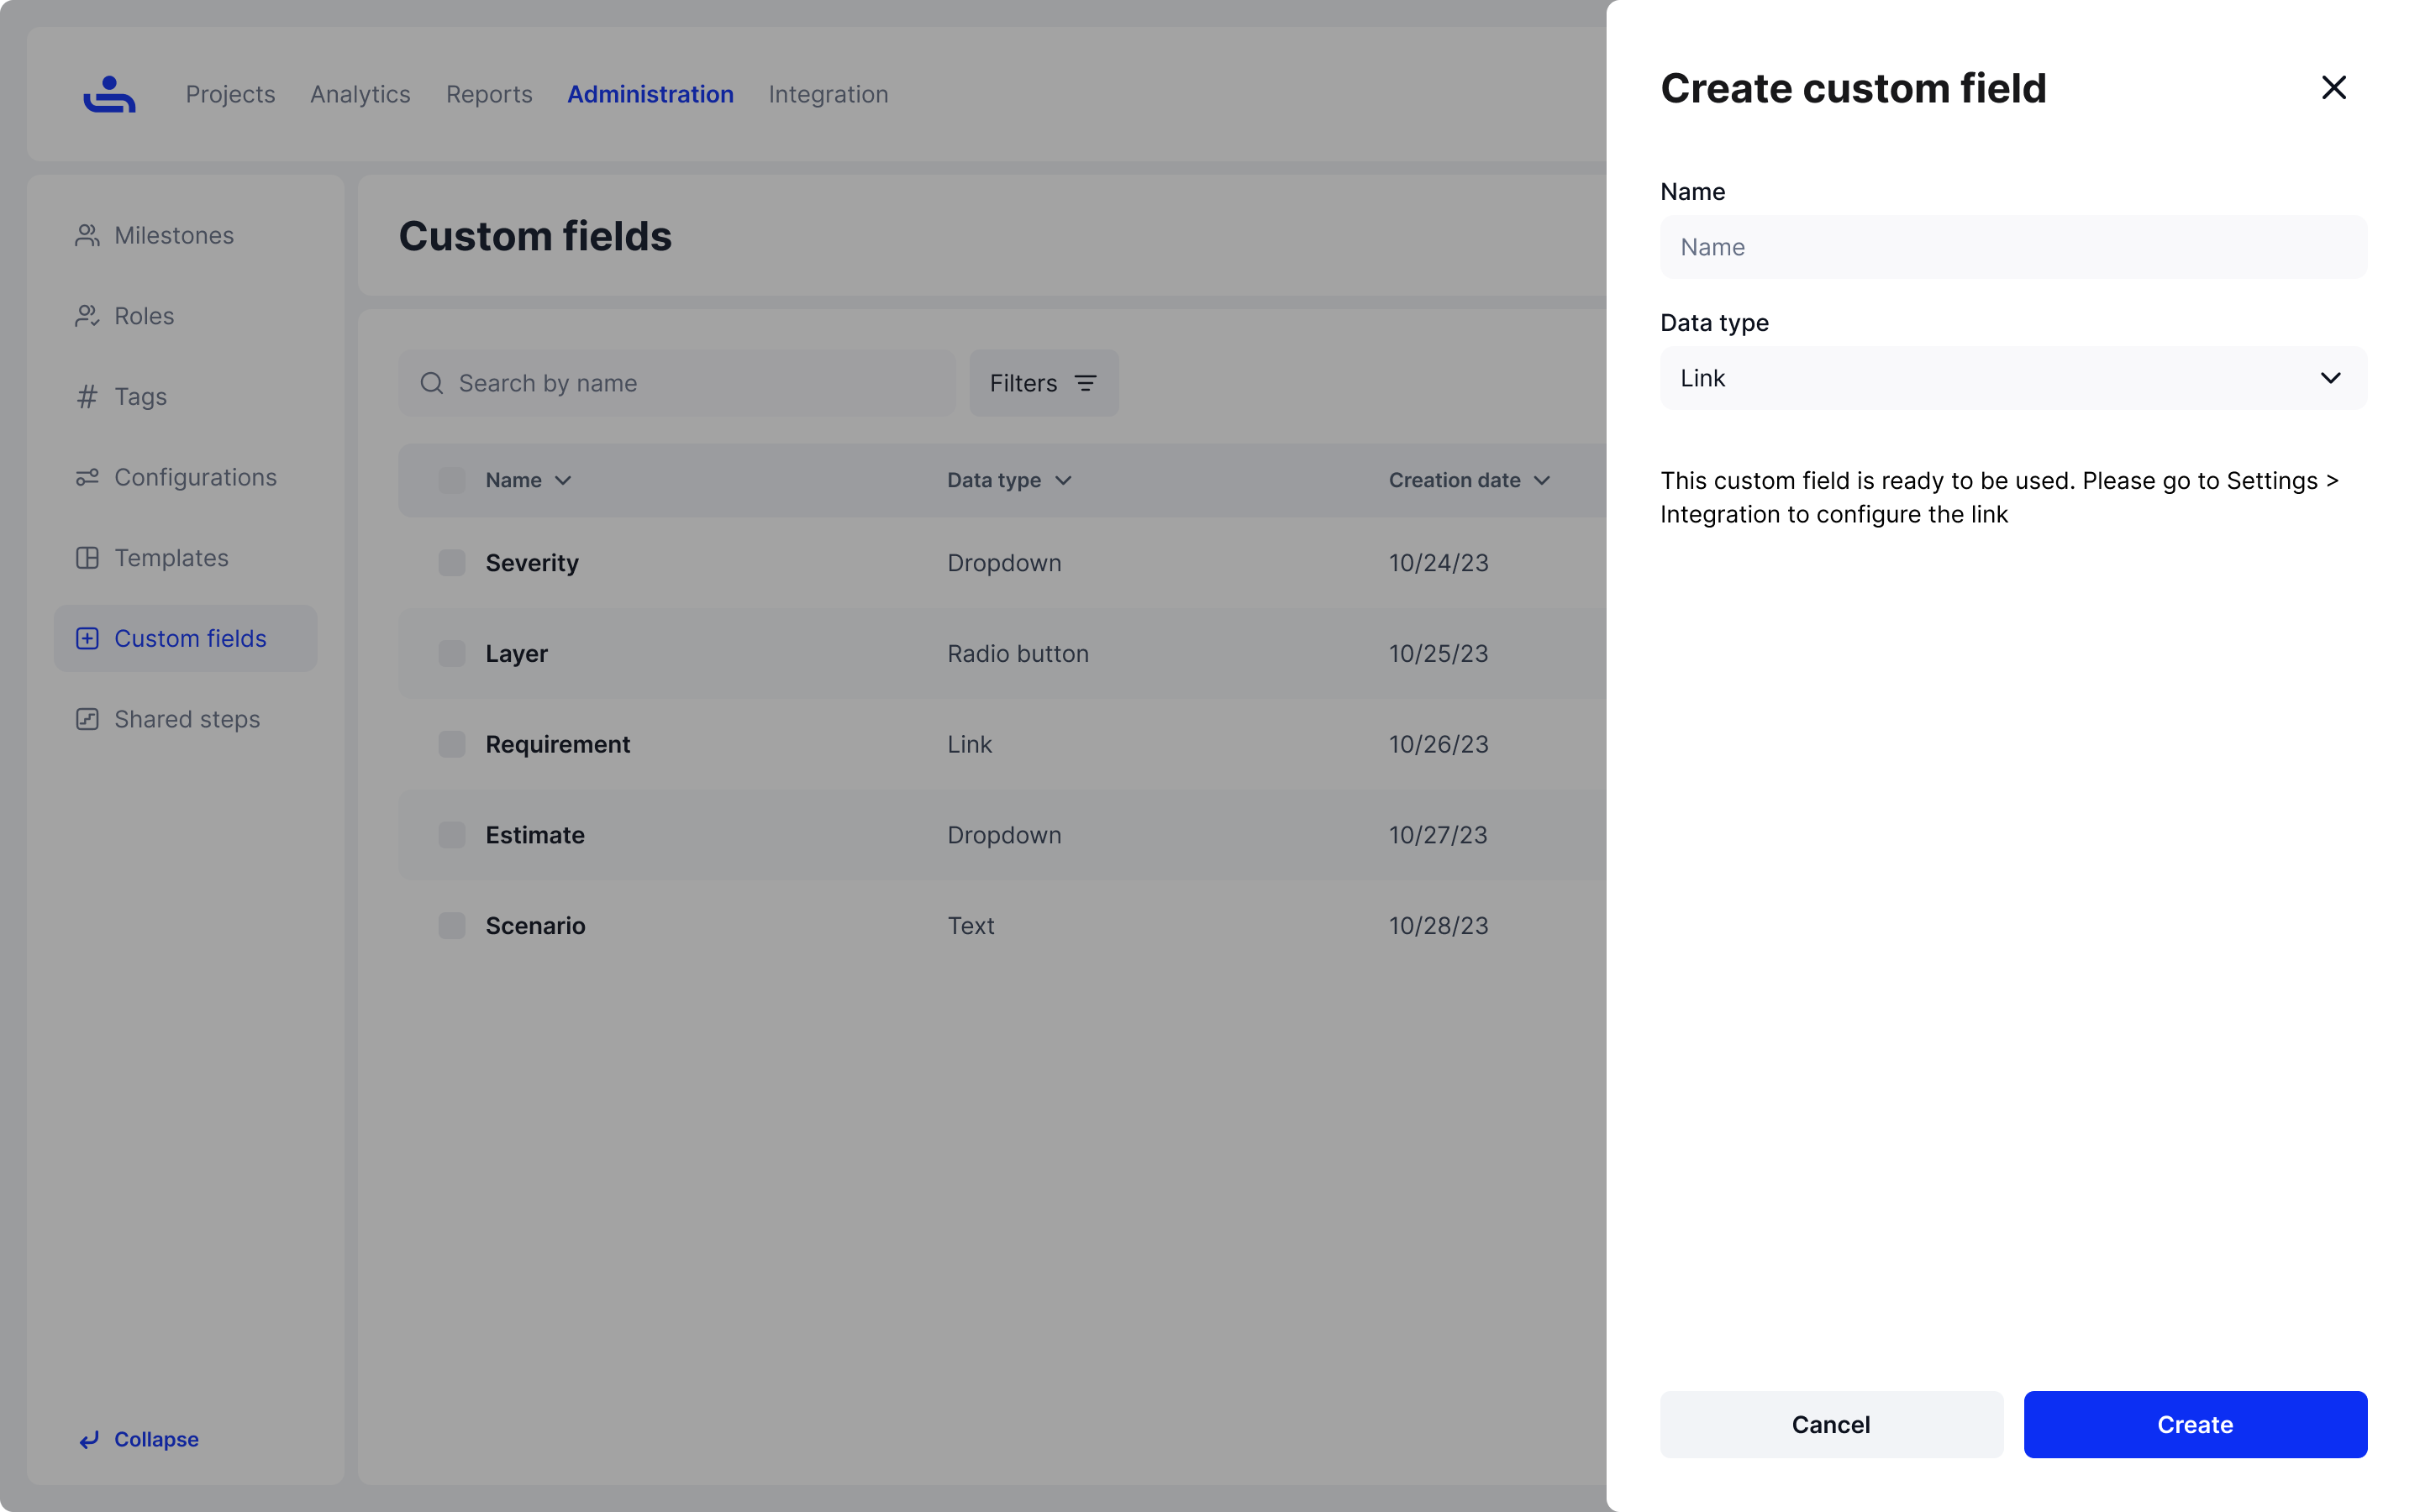 Projects Analytics Reports Administration Integration
Milestones
Roles
Tags
Configurations
Templates
Custom fields
Shared steps
Collapse
Custom fields
Search by name Filters
Name Data type Creation date
Severity Dropdown 10/24/23
Layer Radio button 10/25/23
Requirement Link 10/26/23
Estimate Dropdown 10/27/23
Scenario Text 10/28/23
Create custom field
Name
Name
Data type
Link
This custom field is ready to be used. Please go to Settings >
Integration to configure the link
Cancel Create